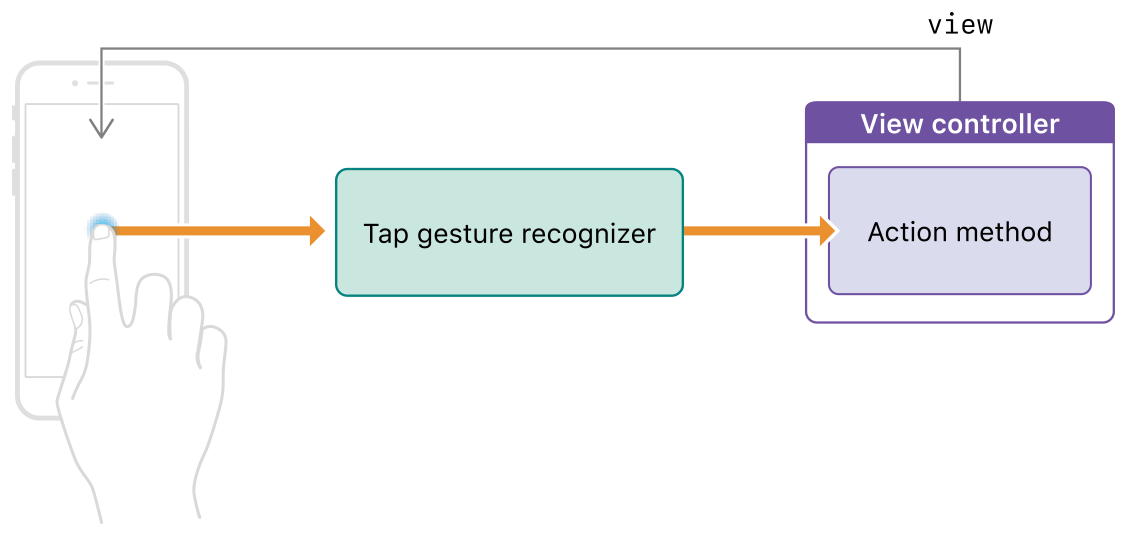 view
View controller
Tap gesture recognizer
Action method